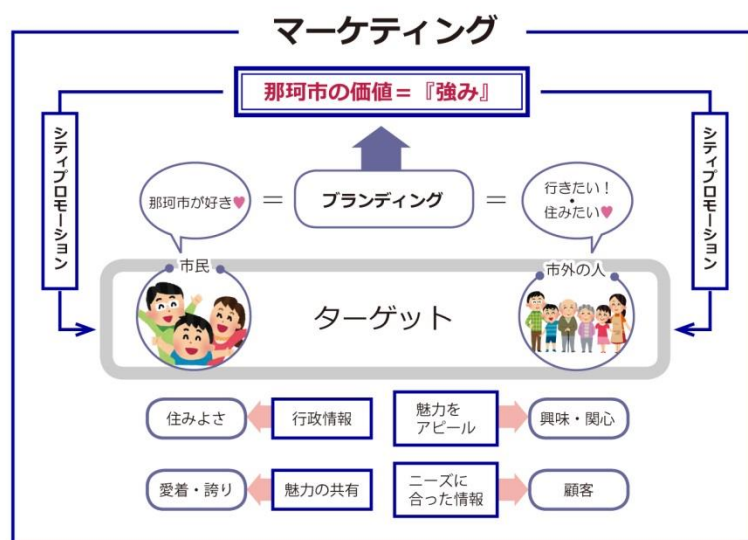 マーケティング
那珂市の価値＝『強み』
シティプロモーション
シティプロモーション
那珂市が好き♥
＝
ブランディング
＝
行きたい！
・
住みたい♥
市民
市外の人
ターゲット
住みよさ
行政情報
魅力を
アピール
興味・関心
愛着・誇り
魅力の共有
ニーズに
合った情報
顧客